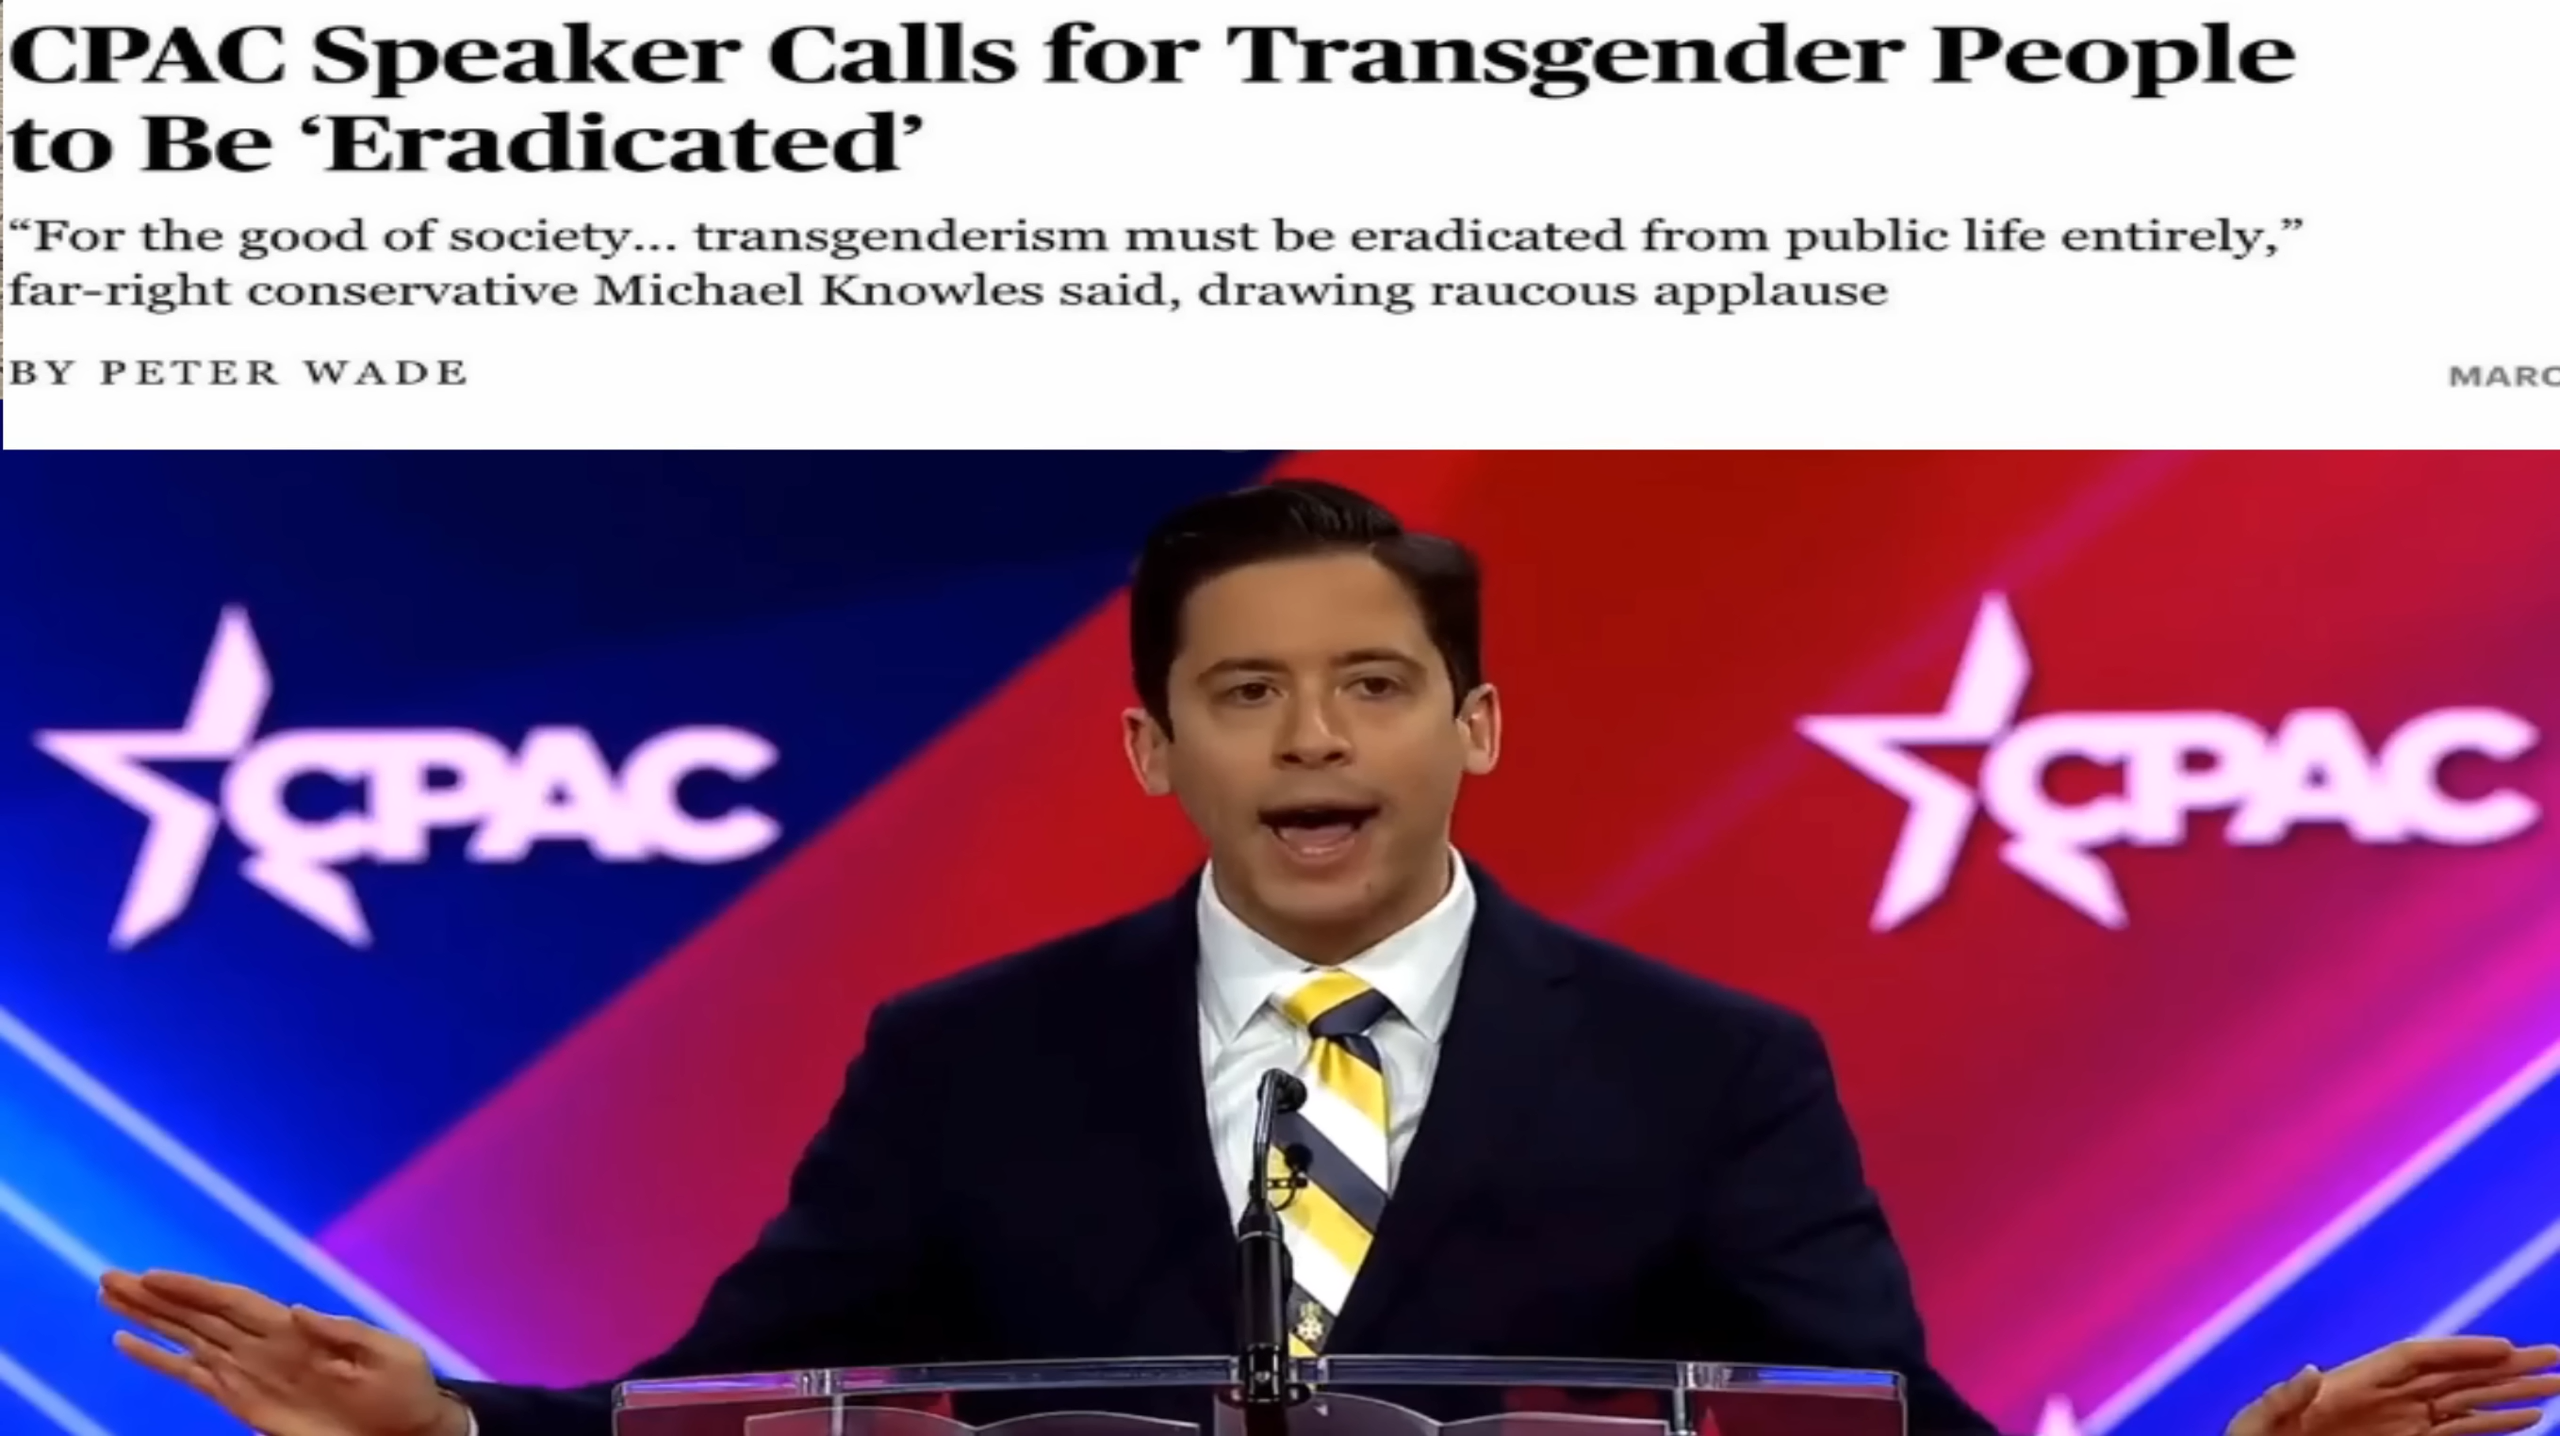 CPAC Speaker Calls for Transgender People
to Be ‘Eradicated’
“For the good of society... transgenderism must be eradicated from public life entirely,”
far-right conservative Michael Knowles said, drawing raucous applause
BY PETER WADE
CPAC
CPAC